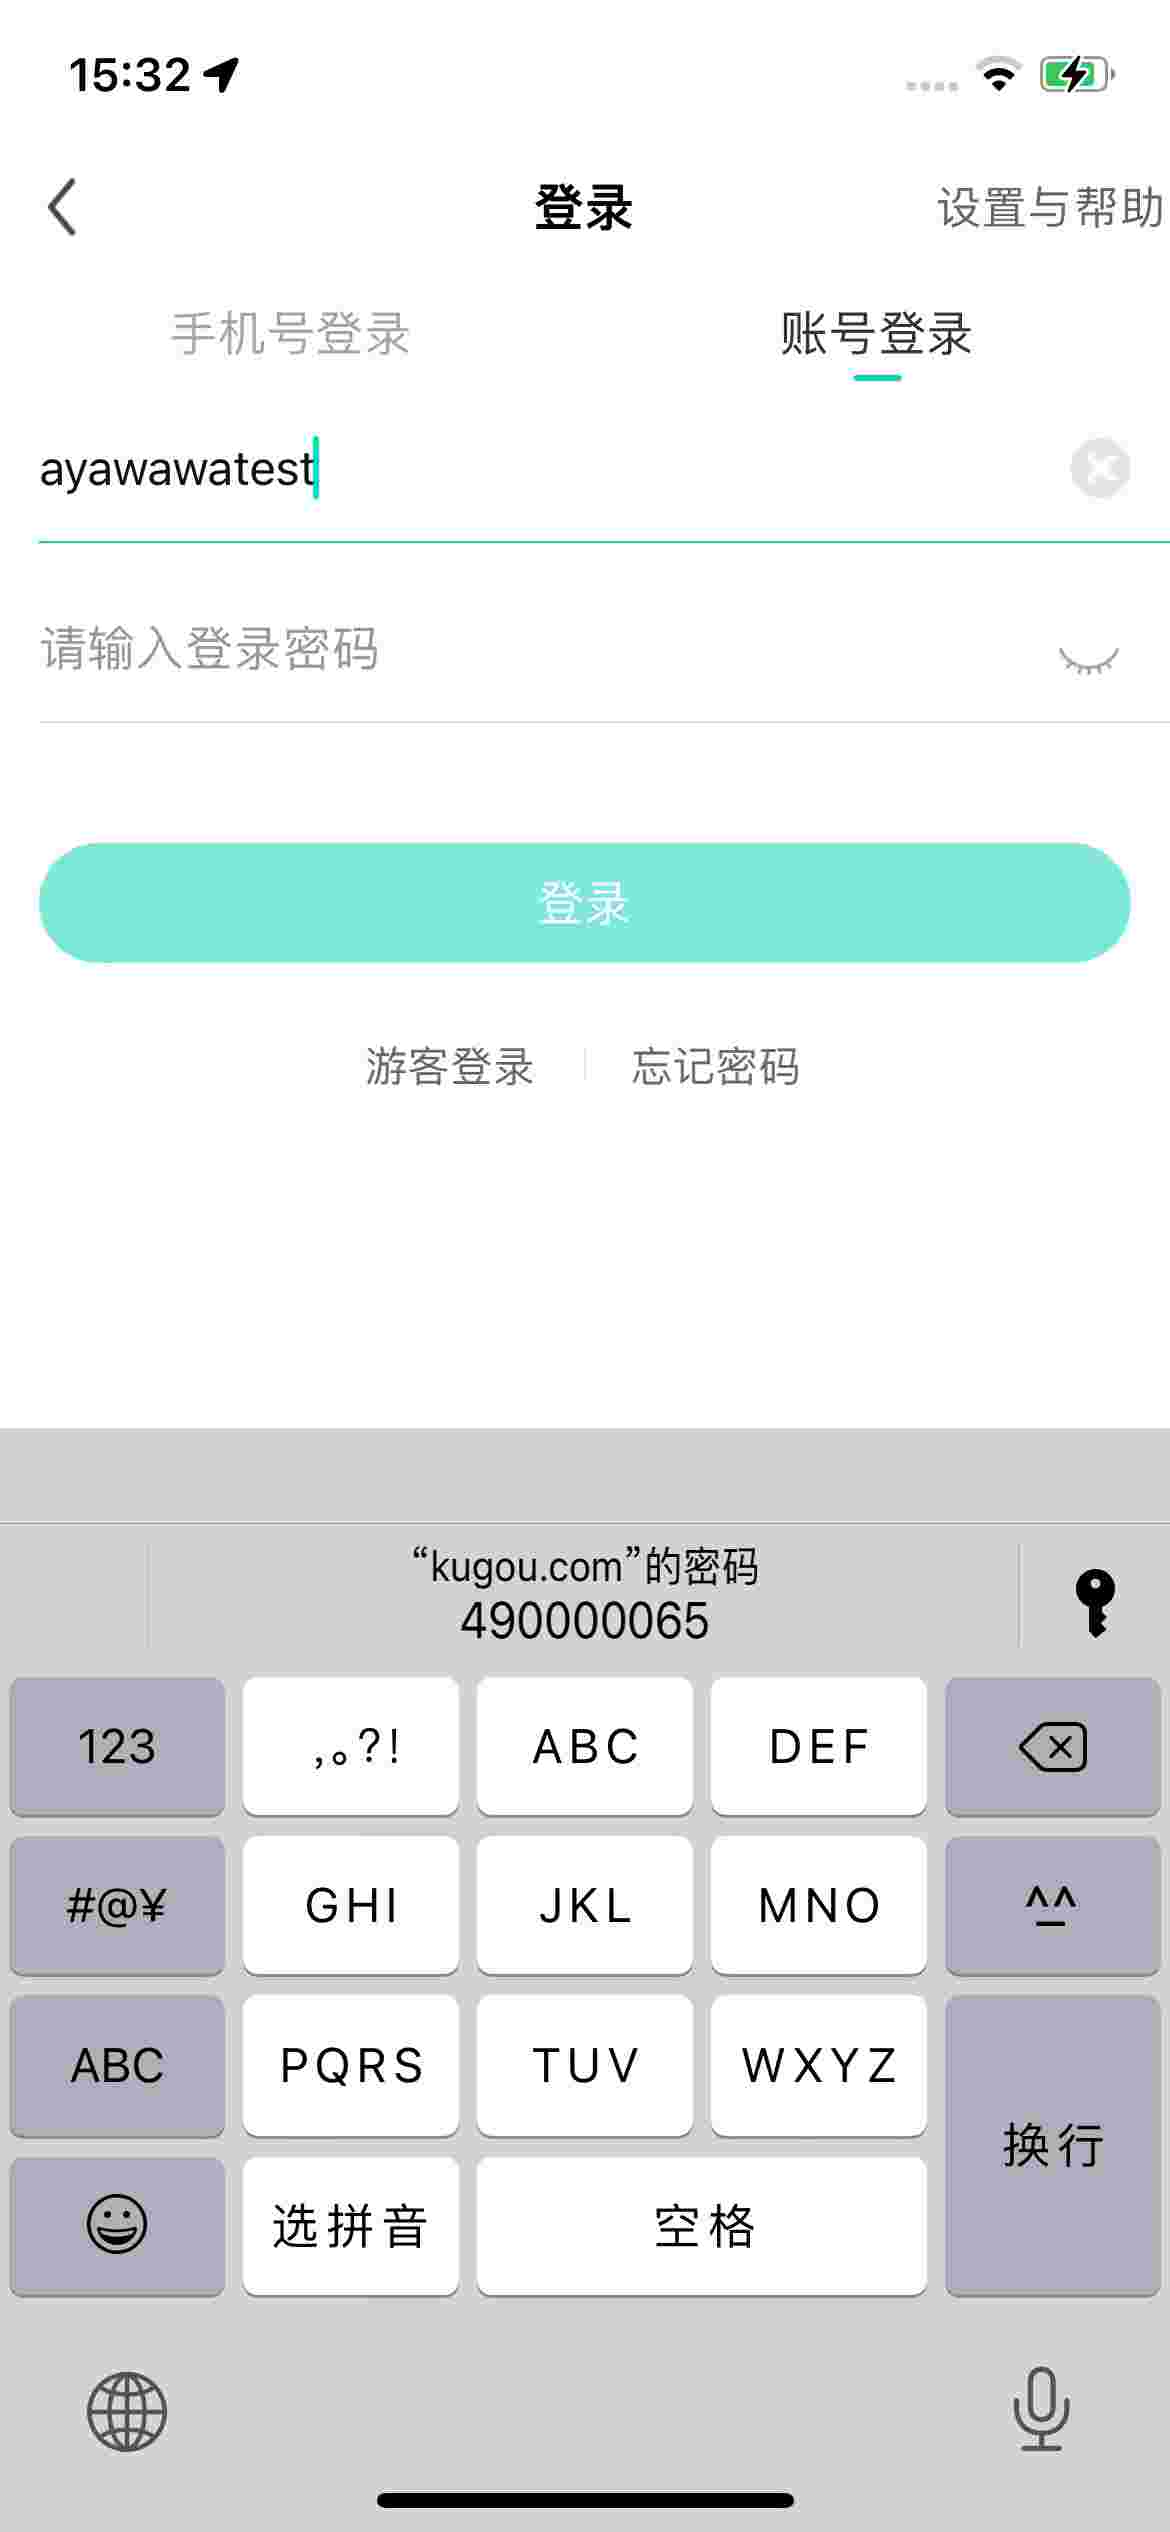 15:32
登录
设置与帮助
手机号登录
账号登录
ayawawatest
请输入登录密码
登录
游客登录
忘记密码
“kugou.com”的密码
490000065
123
,。?!
ABC
DEF
#@¥
GHI
JKL
MNO
^^
ABC
PQRS
TUV
WXYZ
换行
选拼音
空格